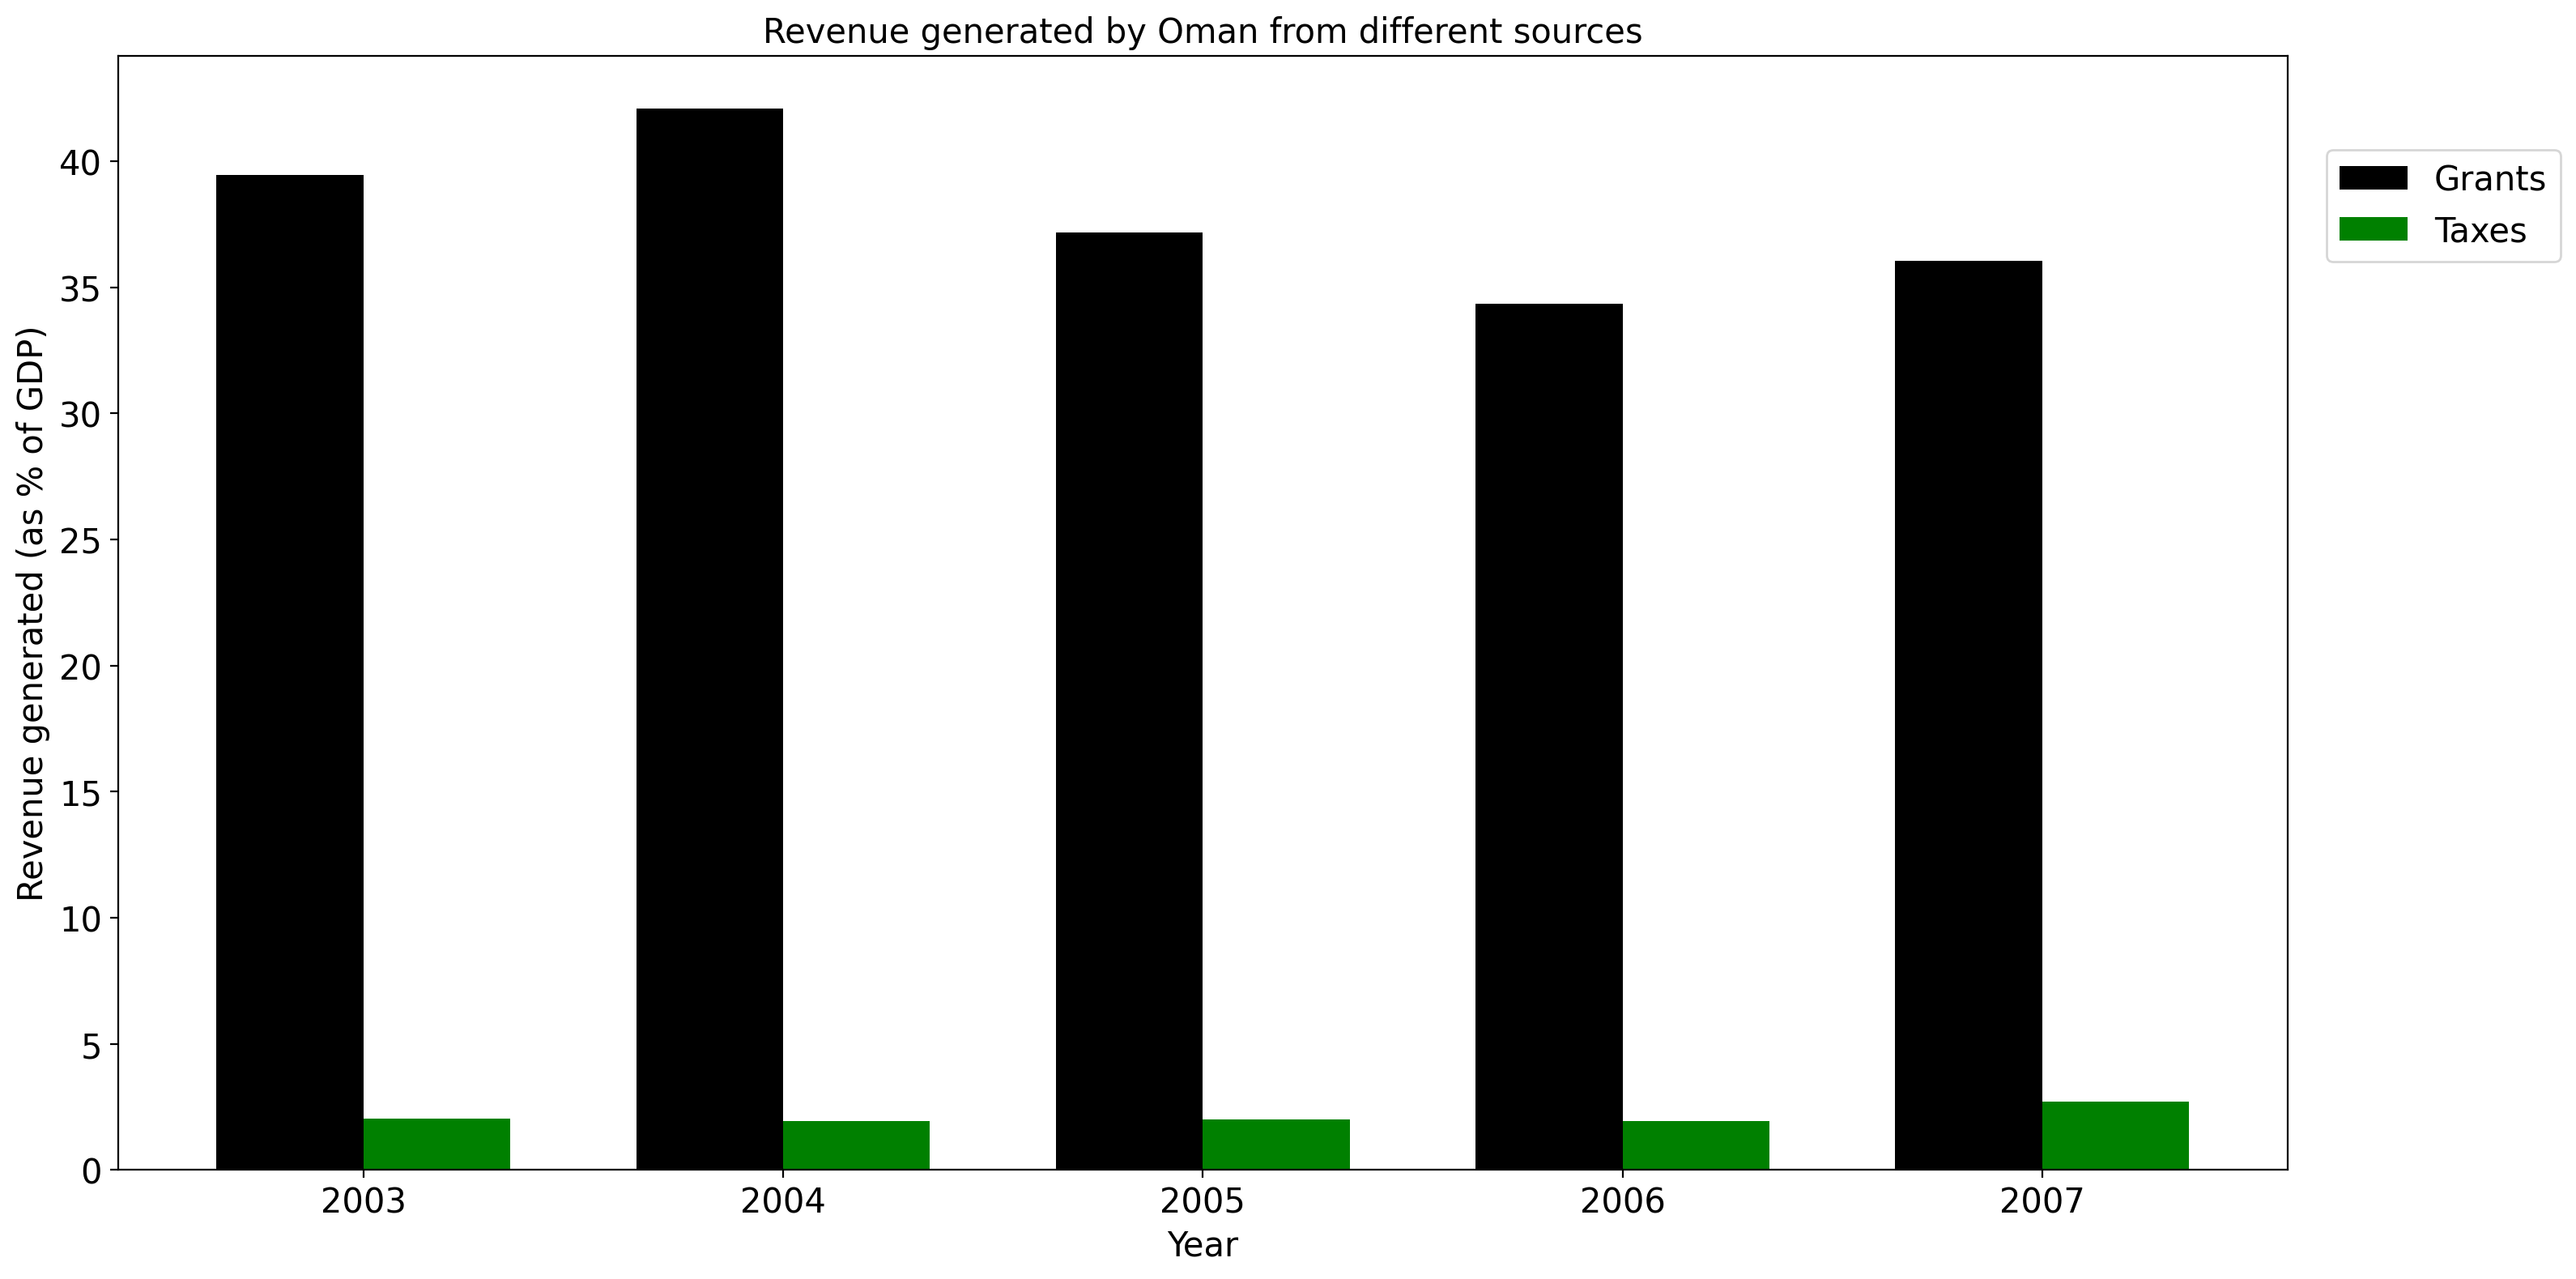 Revenue generated by Oman from different sources
Revenue generated (as % of GDP)
40
35
30
25
20
15
10
5
0
2003 2004 2005 2006 2007
Year
Grants
Taxes